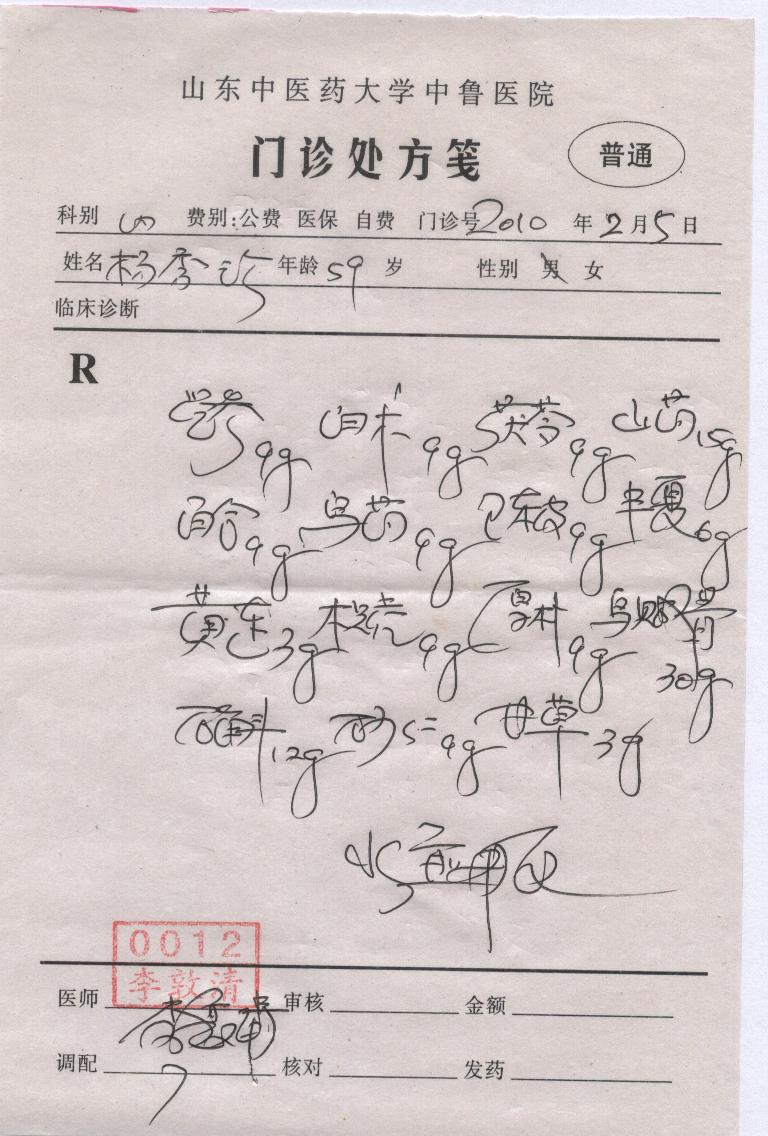 山东中医药大学中鲁医院
门诊处方笺 普通
科别 内 费别:公费 医保 自费 门诊号 2010 年 2 月 5 日
姓名 杨秀 年龄 59 岁 性别 男 女
临床诊断
R
党参 9g 白术 9g 茯苓 9g 山药 15g
百合 9g 乌药 9g 陈皮 9g 半夏 6g
黄连 3g 木香 9g 厚朴 9g 乌贼骨 30g
12g 砂仁 9g 甘草 3g
水煎服
0012
李敦清
医师 李敦清 审核 金额
调配 核对 发药